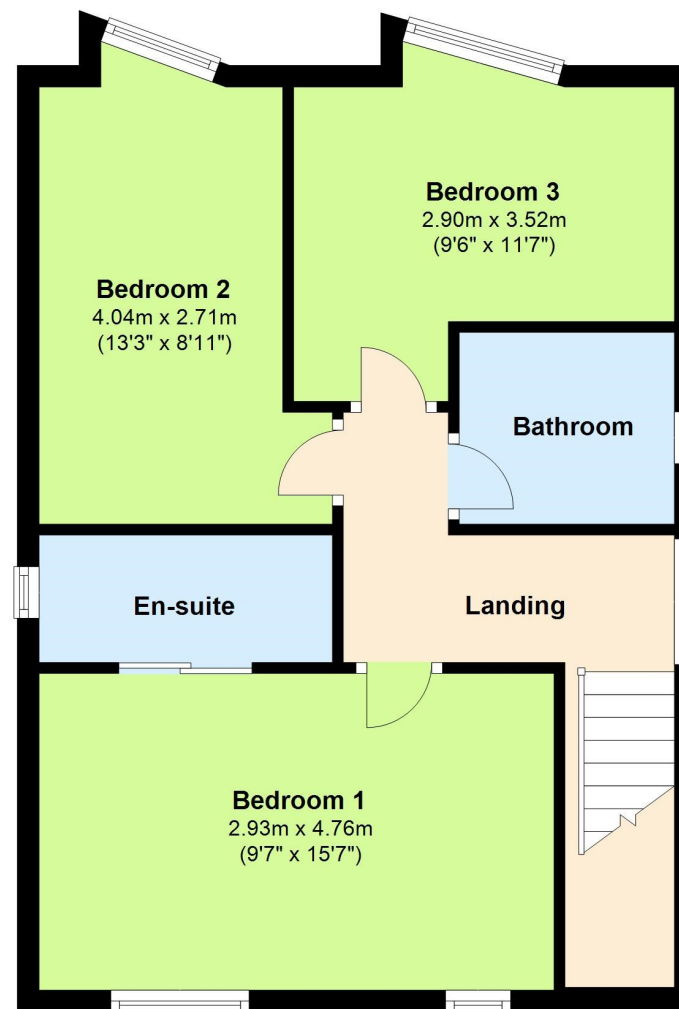 Bedroom 3
2.90m x 3.52m
(9'6" x 11'7")
Bedroom 2
4.04m x 2.71m
(13'3" x 8'11")
Bathroom
En-suite
Landing
Bedroom 1
2.93m x 4.76m
(9'7" x 15'7")